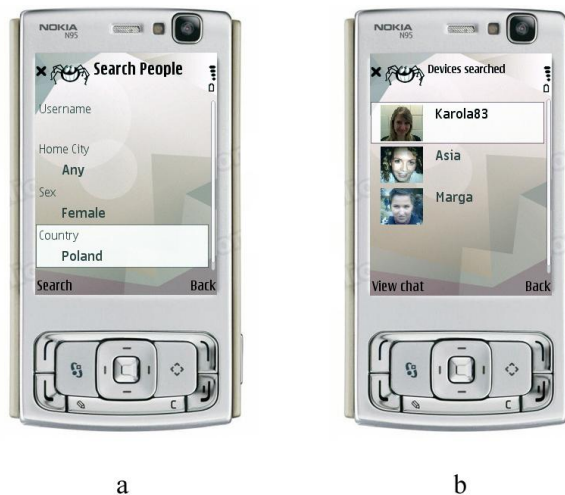 NOKIA
N95
Search People
Username
Home City
Any
Sex
Female
Country
Poland
Search Back
NOKIA
N95
Devices searched
Karola83
Asia
Marga
View chat Back
C
C
a
b